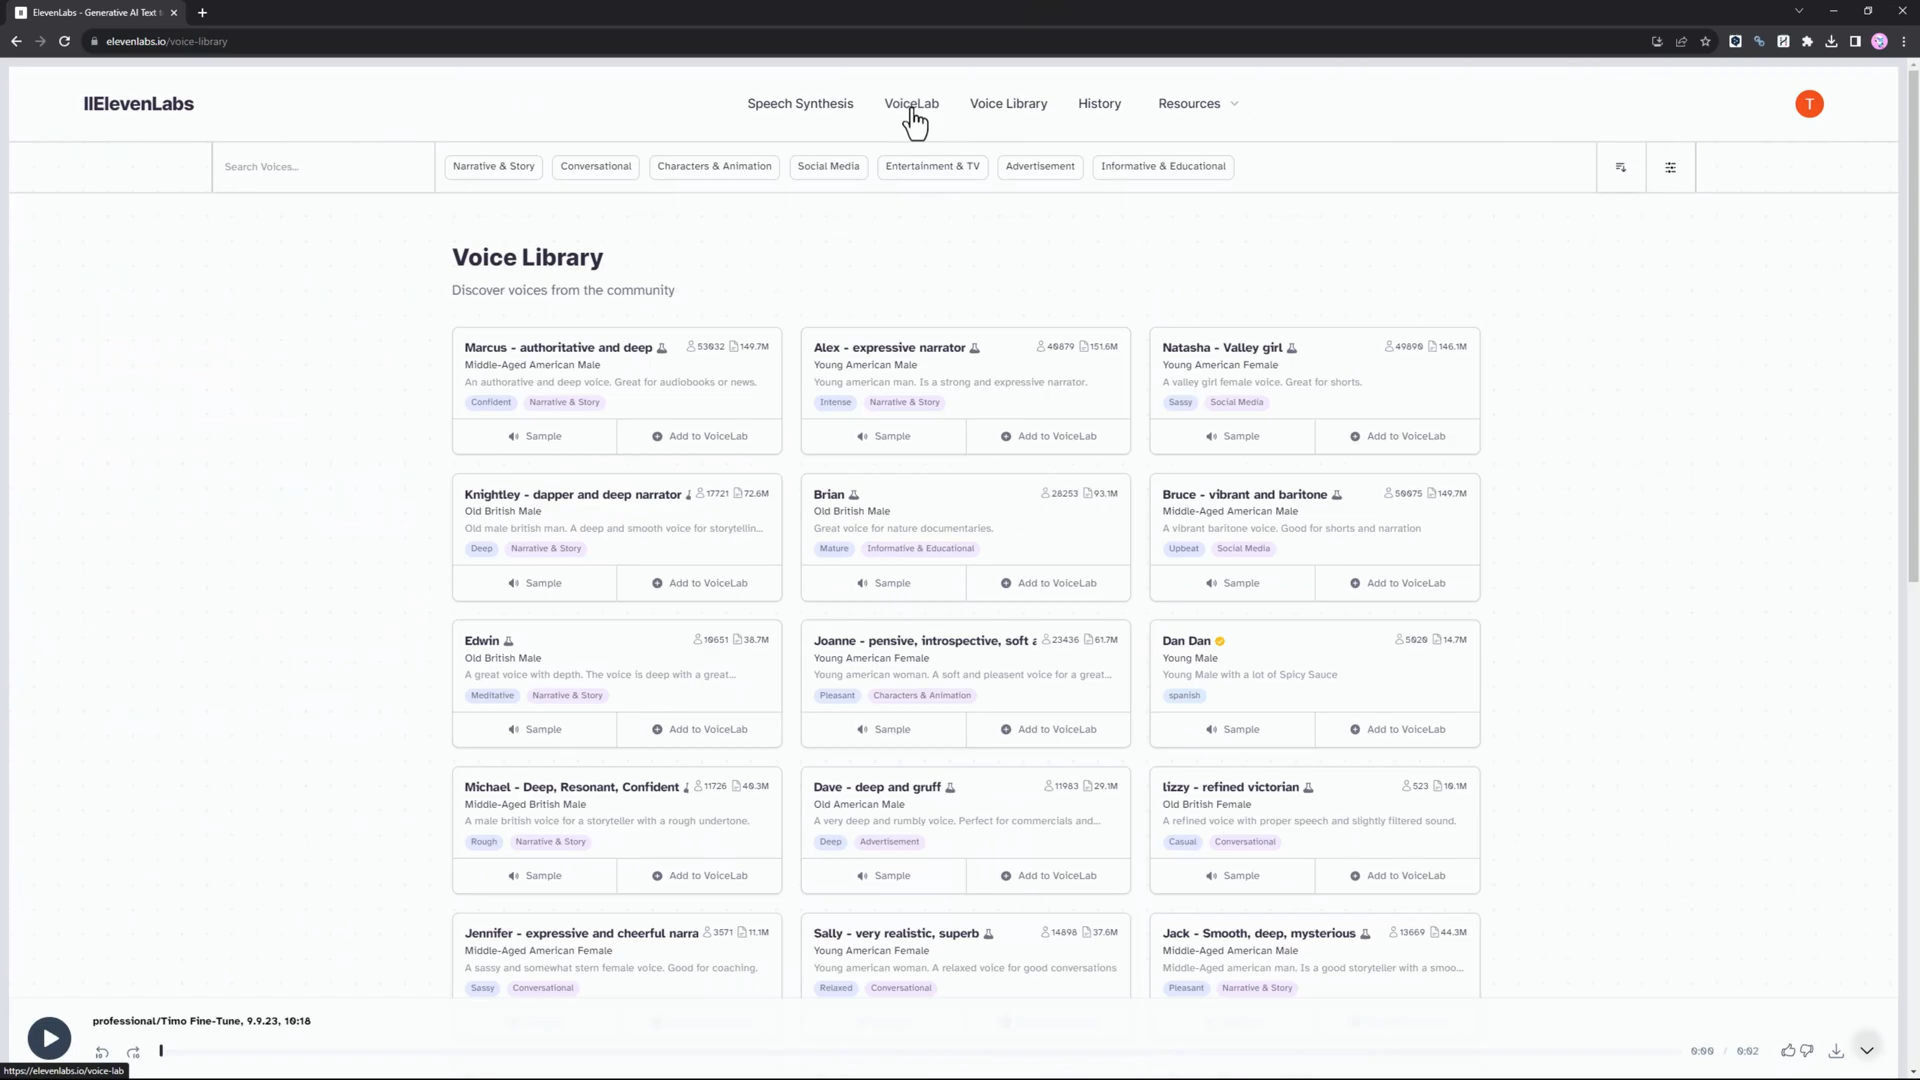 ElevenLabs - Generative AI Text t
elevenlabs.io/voice-library
IIElevenLabs
Speech Synthesis
VoiceLab
Voice Library
History
Resources
T
Search Voices...
Narrative & Story
Conversational
Characters & Animation
Social Media
Entertainment & TV
Advertisement
Informative & Educational
Voice Library
Discover voices from the community
Marcus - authoritative and deep
53032 149.7M
Middle-Aged American Male
An authorative and deep voice. Great for audiobooks or news.
Confident Narrative & Story
Sample Add to VoiceLab
Alex - expressive narrator
40879 151.6M
Young American Male
Young american man. Is a strong and expressive narrator.
Intense Narrative & Story
Sample Add to VoiceLab
Natasha - Valley girl
49890 146.1M
Young American Female
A valley girl female voice. Great for shorts.
Sassy Social Media
Sample Add to VoiceLab
Knightley - dapper and deep narrator
17721 72.6M
Old British Male
Old male british man. A deep and smooth voice for storytellin...
Deep Narrative & Story
Sample Add to VoiceLab
Brian
28253 93.1M
Old British Male
Great voice for nature documentaries.
Mature Informative & Educational
Sample Add to VoiceLab
Bruce - vibrant and baritone
50075 149.7M
Middle-Aged American Male
A vibrant baritone voice. Good for shorts and narration
Upbeat Social Media
Sample Add to VoiceLab
Edwin
10651 38.7M
Old British Male
A great voice with depth. The voice is deep with a great...
Meditative Narrative & Story
Sample Add to VoiceLab
Joanne - pensive, introspective, soft a
23436 61.7M
Young American Female
Young american woman. A soft and pleasent voice for a great...
Pleasant Characters & Animation
Sample Add to VoiceLab
Dan Dan
5020 14.7M
Young Male
Young Male with a lot of Spicy Sauce
spanish
Sample Add to VoiceLab
Michael - Deep, Resonant, Confident
11726 40.3M
Middle-Aged British Male
A male british voice for a storyteller with a rough undertone.
Rough Narrative & Story
Sample Add to VoiceLab
Dave - deep and gruff
11983 29.1M
Old American Male
A very deep and rumbly voice. Perfect for commercials and...
Deep Advertisement
Sample Add to VoiceLab
lizzy - refined victorian
523 10.1M
Old British Female
A refined voice with proper speech and slightly filtered sound.
Casual Conversational
Sample Add to VoiceLab
Jennifer - expressive and cheerful narra
3571 11.1M
Middle-Aged American Female
A sassy and somewhat stern female voice. Good for coaching.
Sassy Conversational
Sally - very realistic, superb
14898 37.6M
Young American Female
Young american woman. A relaxed voice for good conversations
Relaxed Conversational
Jack - Smooth, deep, mysterious
13669 44.3M
Middle-Aged American Male
Middle-Aged american man. Is a good storyteller with a smoo...
Pleasant Narrative & Story
professional/Timo Fine-Tune, 9.9.23, 10:18
10 10
0:00 / 0:02
https://elevenlabs.io/voice-lab